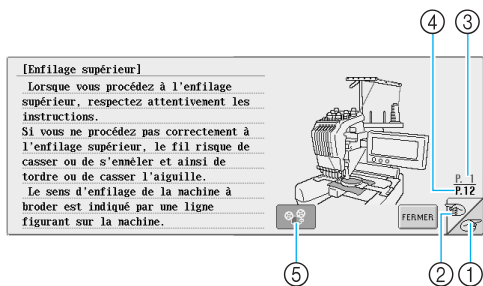 ④ ③
[Enfilage supérieur]
Lorsque vous procédez à l'enfilage
supérieur, respectez attentivement les
instructions.
Si vous ne procédez pas correctement à
l'enfilage supérieur, le fil risque de
casser ou de s'enmêler et ainsi de
tordre ou de casser l'aiguille.
Le sens d'enfilage de la machine à
broder est indiqué par une ligne
figurant sur la machine.
P. 1
P.12
FERMER
⑤ ② ①